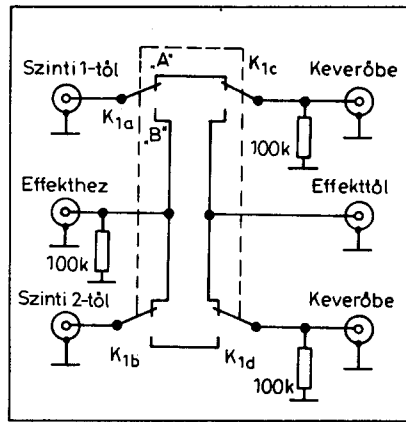 Szinti 1-től
„A”
K1c
Keverőbe
K1a
„B”
100k
Effekthez
Effekttől
100k
Szinti 2-től
Keverőbe
K1b
K1d
100k